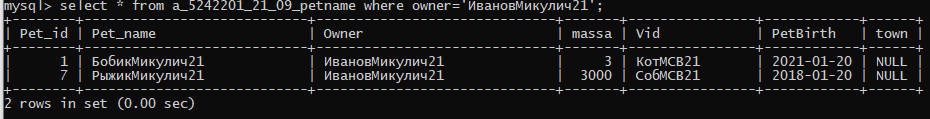 mysql> select * from a_5242201_21_09_petname where owner='ИвановМикулич21';
+--------+-----------------------------+-------------------------------+-------+-----------------+------------+------+
| Pet_id | Pet_name | Owner | massa | Vid | PetBirth | town |
+--------+-----------------------------+-------------------------------+-------+-----------------+------------+------+
| 1 | БобикМикулич21 | ИвановМикулич21 | 3 | КотМСВ21 | 2021-01-20 | NULL |
| 7 | РыжикМикулич21 | ИвановМикулич21 | 3000 | СобМСВ21 | 2018-01-20 | NULL |
+--------+-----------------------------+-------------------------------+-------+-----------------+------------+------+
2 rows in set (0.00 sec)